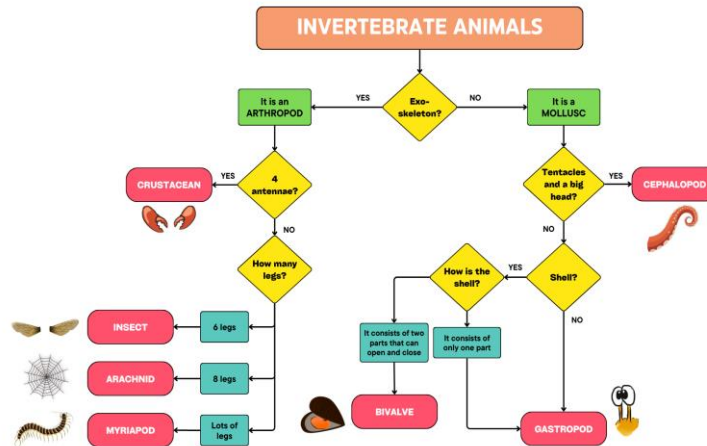 INVERTEBRATE ANIMALS
It is an
ARTHROPOD
YES
Exo-
skeleton?
NO
It is a
MOLLUSC
CRUSTACEAN
YES
4
antennae?
Tentacles
and a big
head?
YES
CEPHALOPOD
NO
NO
How many
legs?
How is the
shell?
YES
Shell?
INSECT
6 legs
It consists of two
parts that can
open and close
It consists of
only one part
NO
ARACHNID
8 legs
MYRIAPOD
Lots of
legs
BIVALVE
GASTROPOD